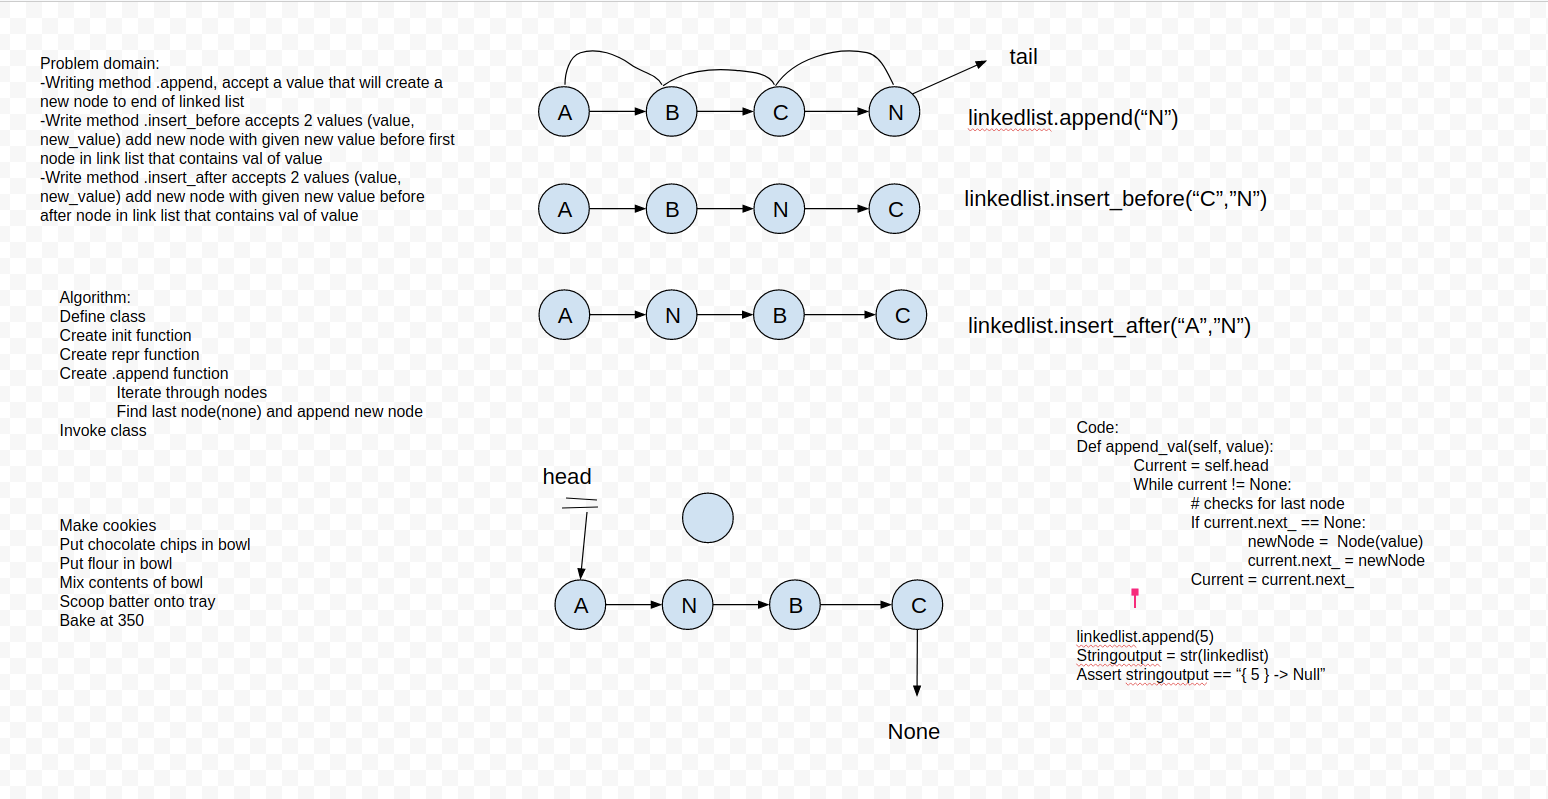 Problem domain:
-Writing method .append, accept a value that will create a
new node to end of linked list
-Write method .insert_before accepts 2 values (value,
new_value) add new node with given new value before first
node in link list that contains val of value
-Write method .insert_after accepts 2 values (value,
new_value) add new node with given new value before
after node in link list that contains val of value
Algorithm:
Define class
Create init function
Create repr function
Create .append function
Iterate through nodes
Find last node(none) and append new node
Invoke class
Make cookies
Put chocolate chips in bowl
Put flour in bowl
Mix contents of bowl
Scoop batter onto tray
Bake at 350
tail
A B C N
linkedlist.append(“N”)
A B N C
linkedlist.insert_before(“C”,”N”)
A N B C
linkedlist.insert_after(“A”,”N”)
head
A N B C
None
Code:
Def append_val(self, value):
Current = self.head
While current != None:
# checks for last node
If current.next_ == None:
newNode =  Node(value)
current.next_ = newNode
Current = current.next_
linkedlist.append(5)
Stringoutput = str(linkedlist)
Assert stringoutput == “{ 5 } -> Null”